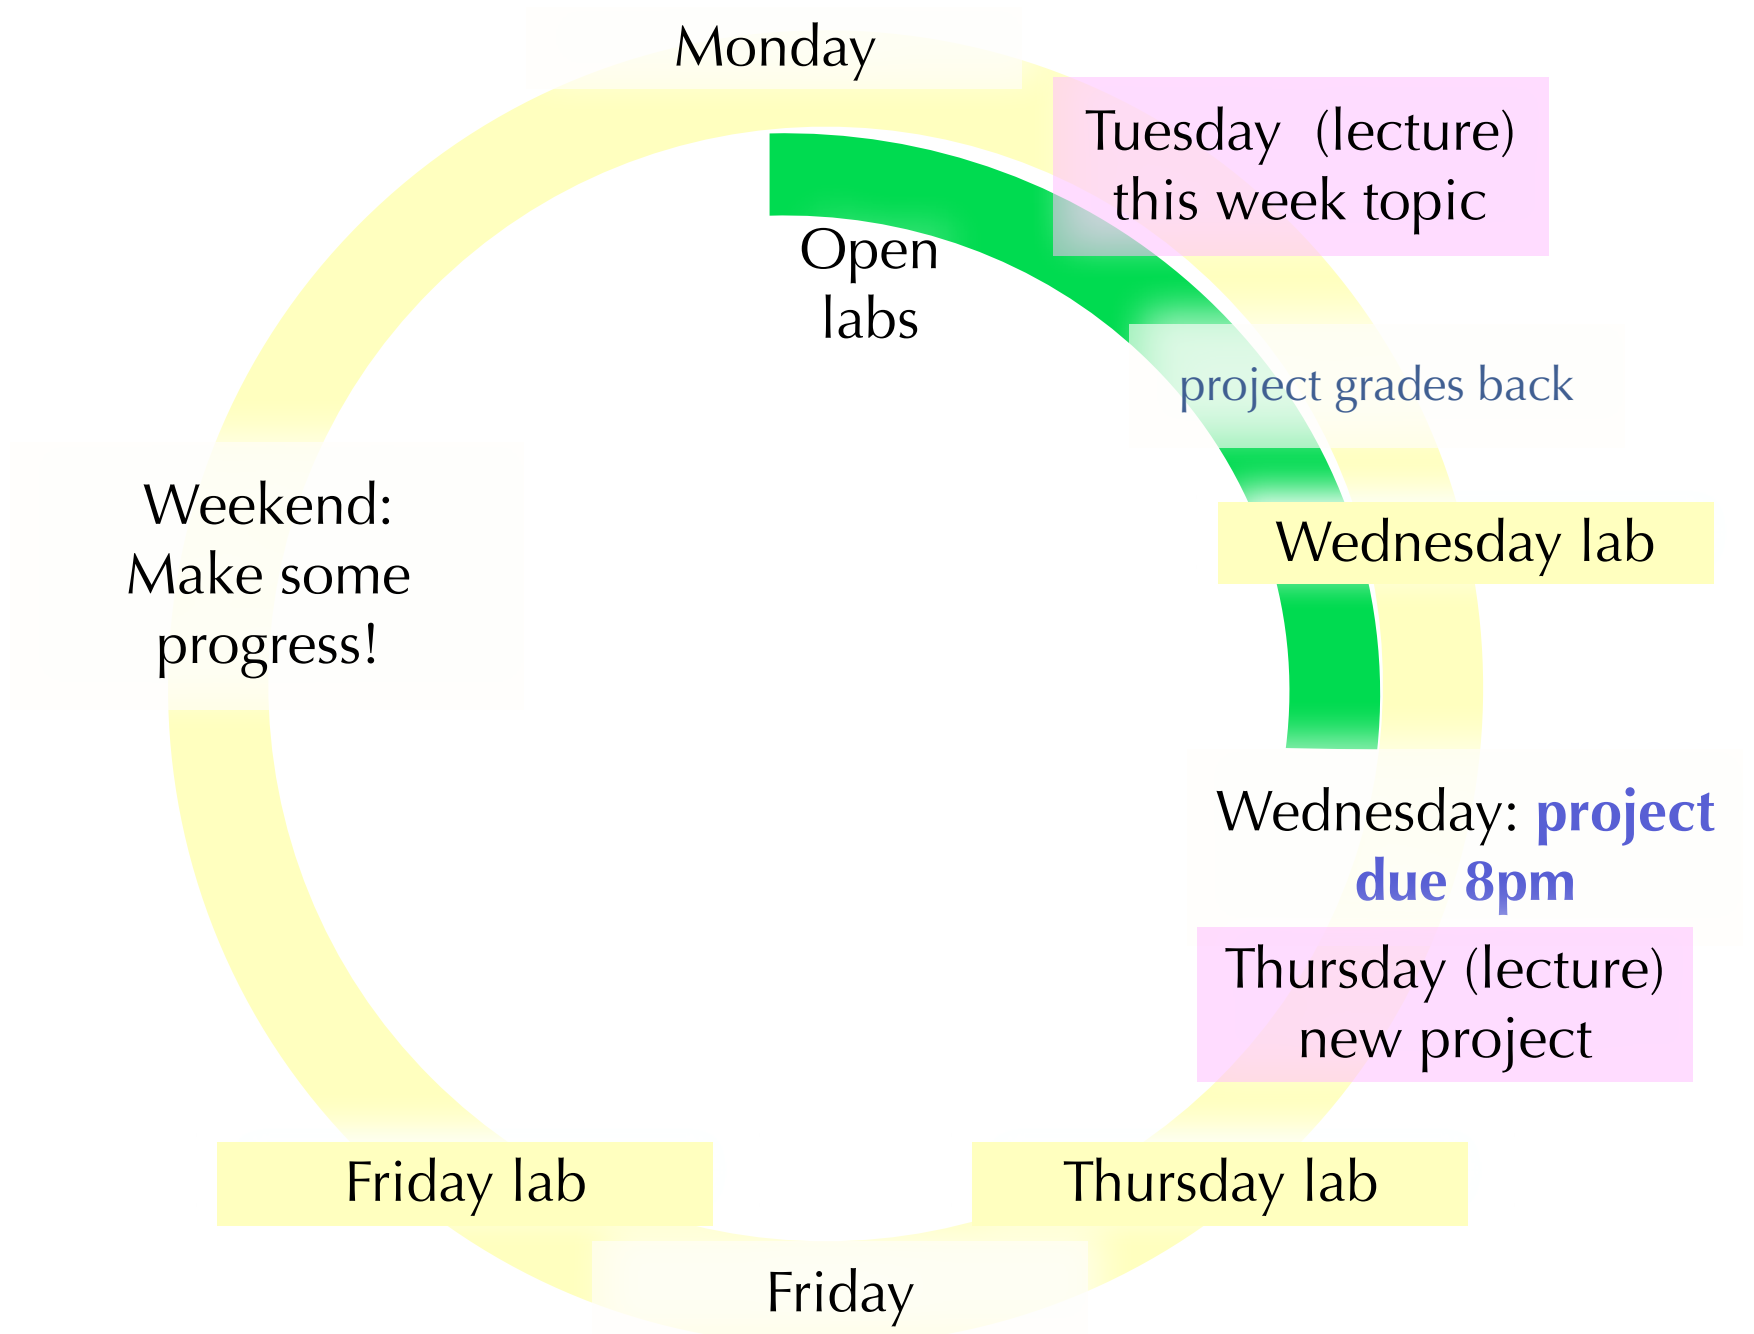 Monday
Tuesday (lecture)
this week topic
Open
labs
project grades back
Weekend:
Make some
progress!
Wednesday lab
Wednesday: project
due 8pm
Thursday (lecture)
new project
Friday lab
Thursday lab
Friday